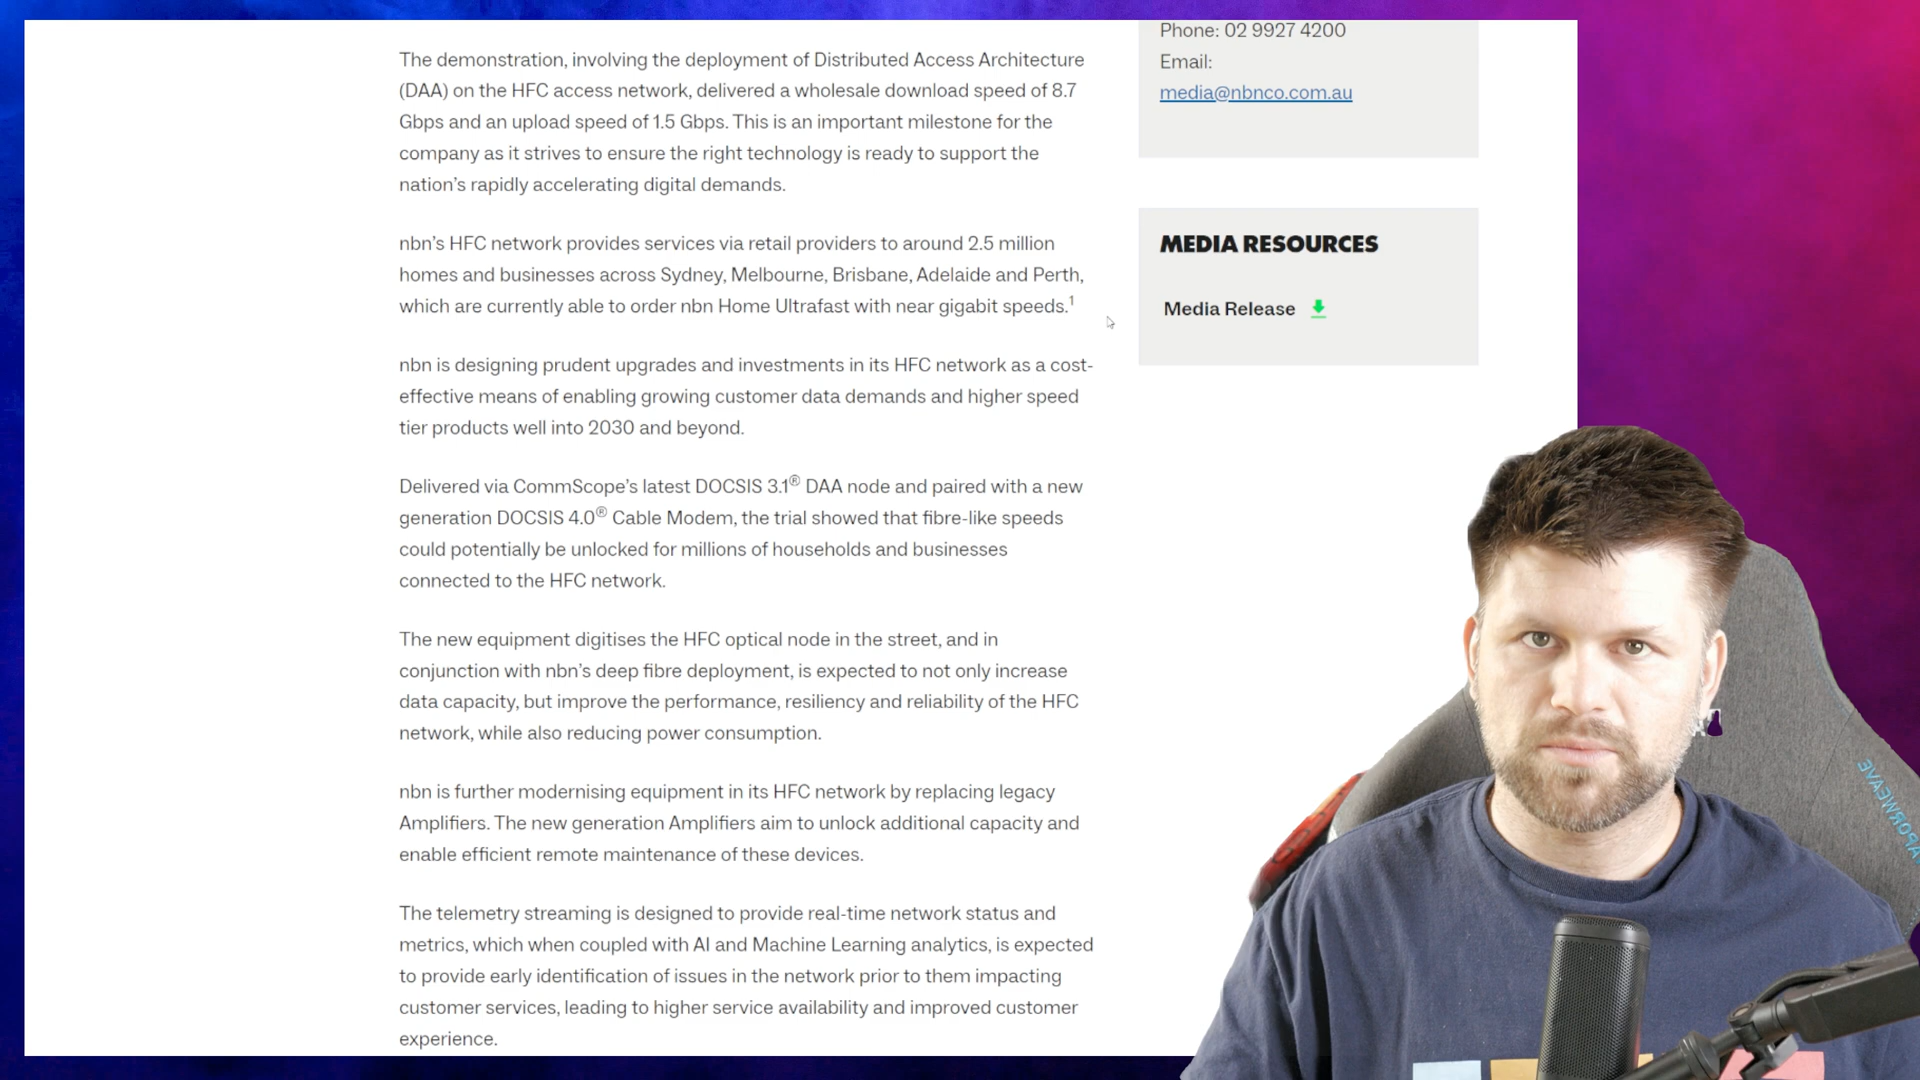 The demonstration, involving the deployment of Distributed Access Architecture
(DAA) on the HFC access network, delivered a wholesale download speed of 8.7
Gbps and an upload speed of 1.5 Gbps. This is an important milestone for the
company as it strives to ensure the right technology is ready to support the
nation’s rapidly accelerating digital demands.
nbn’s HFC network provides services via retail providers to around 2.5 million
homes and businesses across Sydney, Melbourne, Brisbane, Adelaide and Perth,
which are currently able to order nbn Home Ultrafast with near gigabit speeds.¹
nbn is designing prudent upgrades and investments in its HFC network as a cost-
effective means of enabling growing customer data demands and higher speed
tier products well into 2030 and beyond.
Delivered via CommScope’s latest DOCSIS 3.1® DAA node and paired with a new
generation DOCSIS 4.0® Cable Modem, the trial showed that fibre-like speeds
could potentially be unlocked for millions of households and businesses
connected to the HFC network.
The new equipment digitises the HFC optical node in the street, and in
conjunction with nbn’s deep fibre deployment, is expected to not only increase
data capacity, but improve the performance, resiliency and reliability of the HFC
network, while also reducing power consumption.
nbn is further modernising equipment in its HFC network by replacing legacy
Amplifiers. The new generation Amplifiers aim to unlock additional capacity and
enable efficient remote maintenance of these devices.
The telemetry streaming is designed to provide real-time network status and
metrics, which when coupled with AI and Machine Learning analytics, is expected
to provide early identification of issues in the network prior to them impacting
customer services, leading to higher service availability and improved customer
experience.
Phone: 02 9927 4200
Email:
media@nbnco.com.au
MEDIA RESOURCES
Media Release